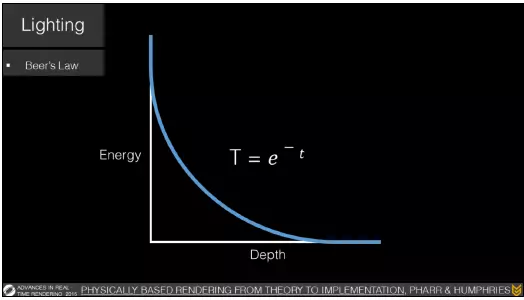 Lighting
▪ Beer's Law
Energy
T = e⁻ᵗ
Depth
ADVANCES IN REAL
TIME RENDERING 2015
PHYSICALLY BASED RENDERING FROM THEORY TO IMPLEMENTATION, PHARR & HUMPHRIES